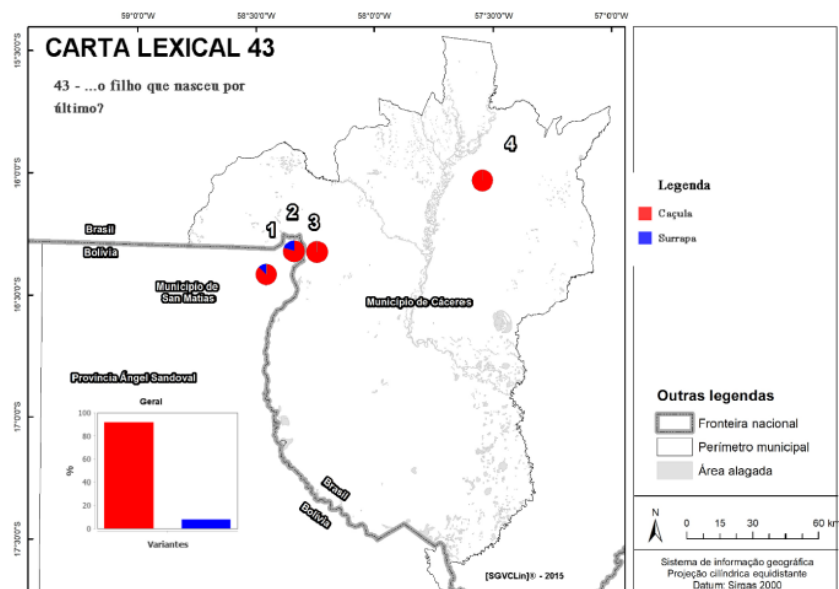 59°0'0"W 58°30'0"W 58°0'0"W 57°30'0"W 57°0'0"W
CARTA LEXICAL 43
43 - ...o filho que nasceu por
último?
15°30'0"S
16°0'0"S
16°30'0"S
17°0'0"S
17°30'0"S
1
2
3
4
Brasil
Bolívia
Município de
San Matías
Município de Cáceres
Provincia Ángel Sandoval
Geral
100
80
60
40
20
0
%
Variantes
Brasil
Bolívia
[SGVCLin]® - 2015
Legenda
Caçula
Surrapa
Outras legendas
Fronteira nacional
Perímetro municipal
Área alagada
N
0 15 30 60 km
Sistema de informação geográfica
Projeção cilíndrica equidistante
Datum: Sirgas 2000